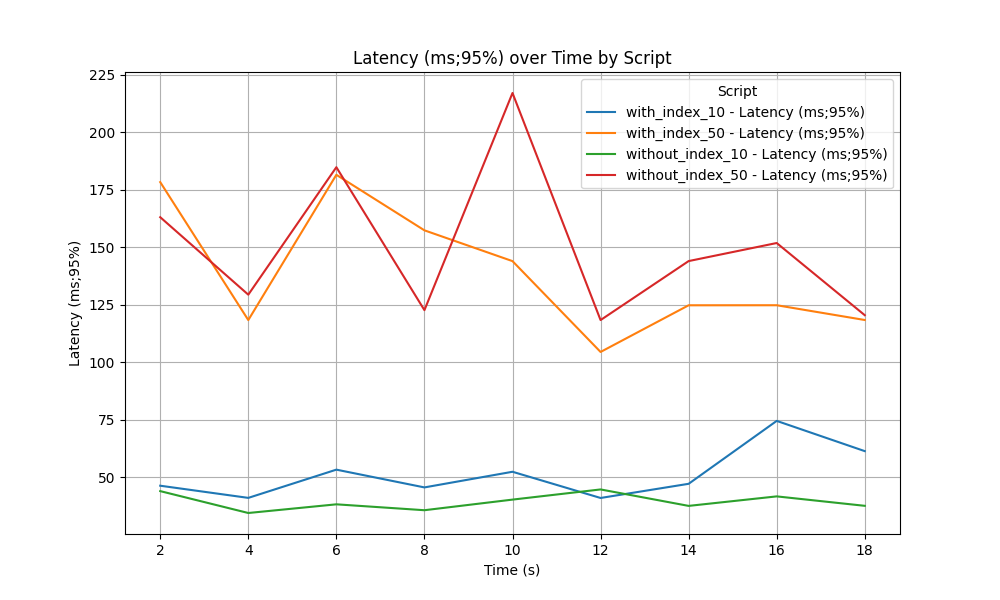 Latency (ms;95%) over Time by Script
Latency (ms;95%)
225
200
175
150
125
100
75
50
Script
with_index_10 - Latency (ms;95%)
with_index_50 - Latency (ms;95%)
without_index_10 - Latency (ms;95%)
without_index_50 - Latency (ms;95%)
2 4 6 8 10 12 14 16 18
Time (s)